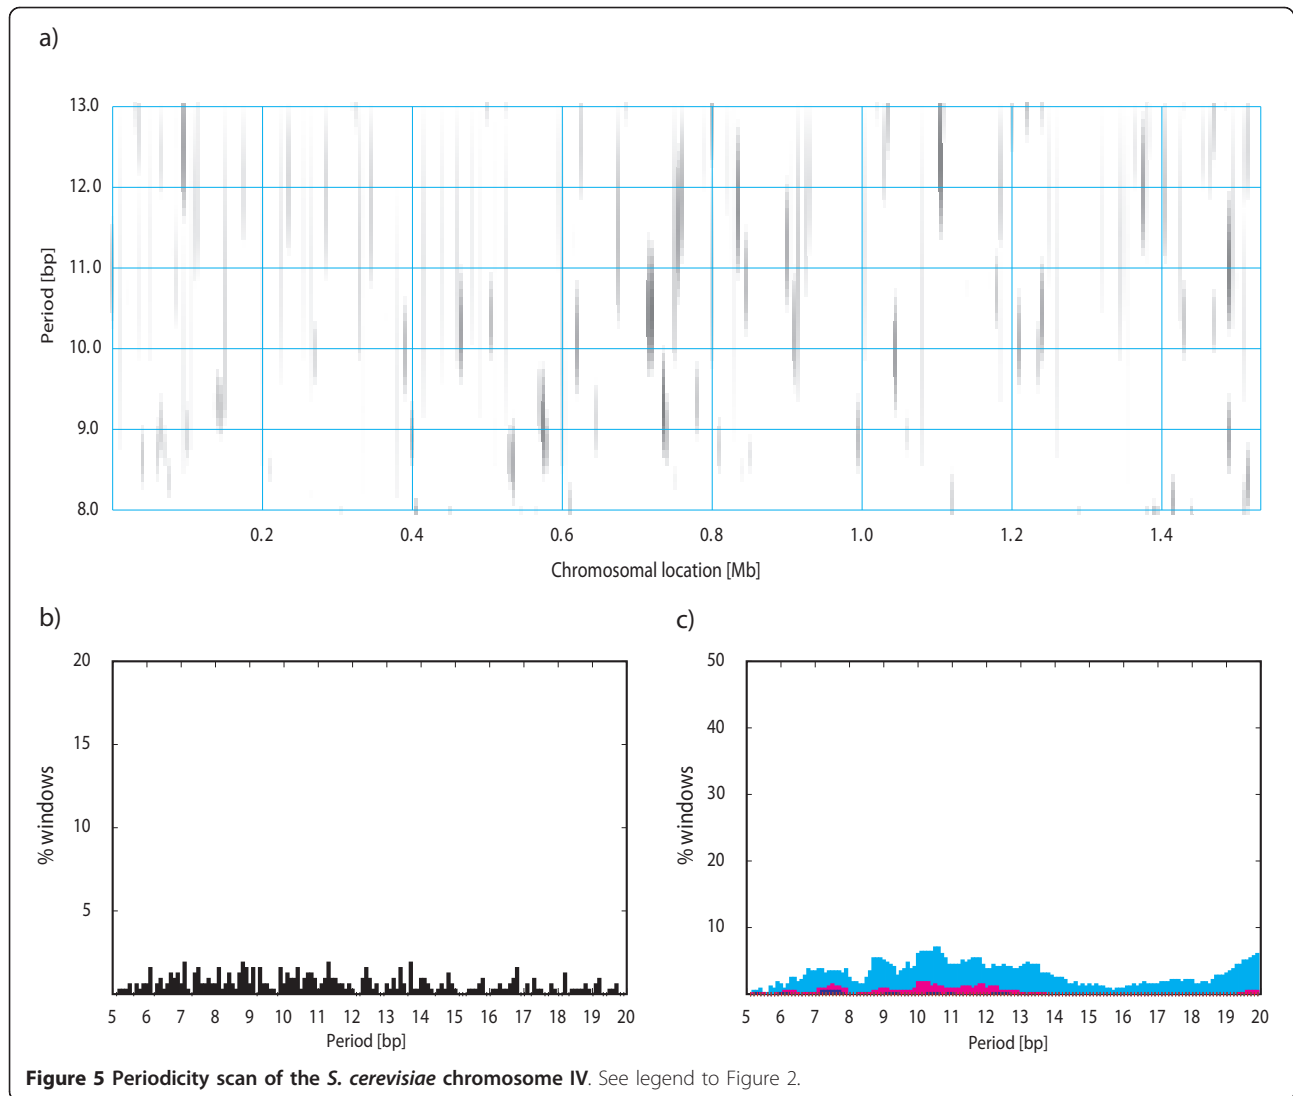 a)
13.0
12.0
11.0
10.0
9.0
8.0
Period [bp]
0.2 0.4 0.6 0.8 1.0 1.2 1.4
Chromosomal location [Mb]
b)
20
15
10
5
% windows
5 6 7 8 9 10 11 12 13 14 15 16 17 18 19 20
Period [bp]
c)
50
40
30
20
10
% windows
5 6 7 8 9 10 11 12 13 14 15 16 17 18 19 20
Period [bp]
Figure 5 Periodicity scan of the S. cerevisiae chromosome IV. See legend to Figure 2.